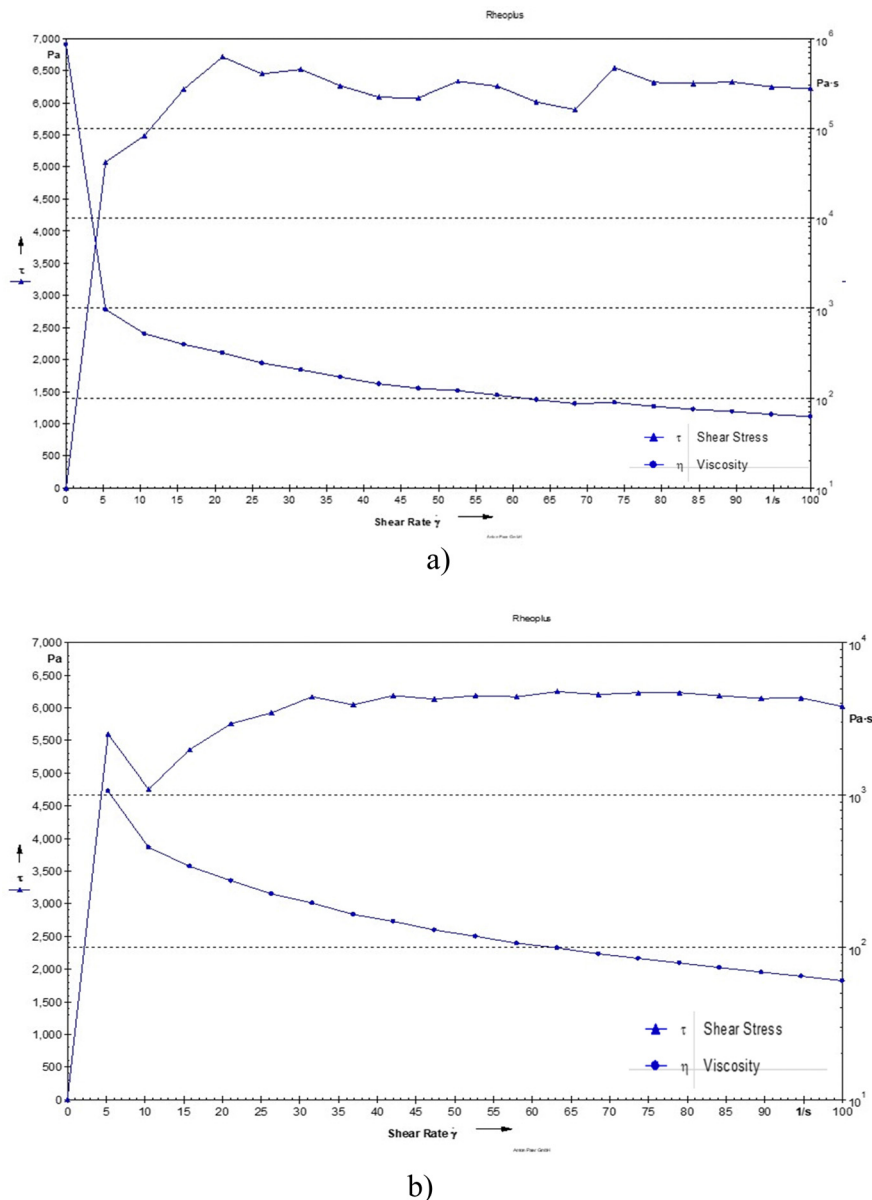 Rheoplus
7,000
Pa
6,500
6,000
5,500
5,000
4,500
4,000
3,500
3,000
2,500
2,000
1,500
1,000
500
0
τ
10^6
Pa·s
10^5
10^4
10^3
10^2
10^1
τ Shear Stress
η Viscosity
0 5 10 15 20 25 30 35 40 45 50 55 60 65 70 75 80 85 90 1/s 100
Shear Rate γ̇
Anton Paar GmbH
a)
Rheoplus
7,000
Pa
6,500
6,000
5,500
5,000
4,500
4,000
3,500
3,000
2,500
2,000
1,500
1,000
500
0
τ
10^4
Pa·s
10^3
10^2
10^1
τ Shear Stress
η Viscosity
0 5 10 15 20 25 30 35 40 45 50 55 60 65 70 75 80 85 90 1/s 100
Shear Rate γ̇
Anton Paar GmbH
b)